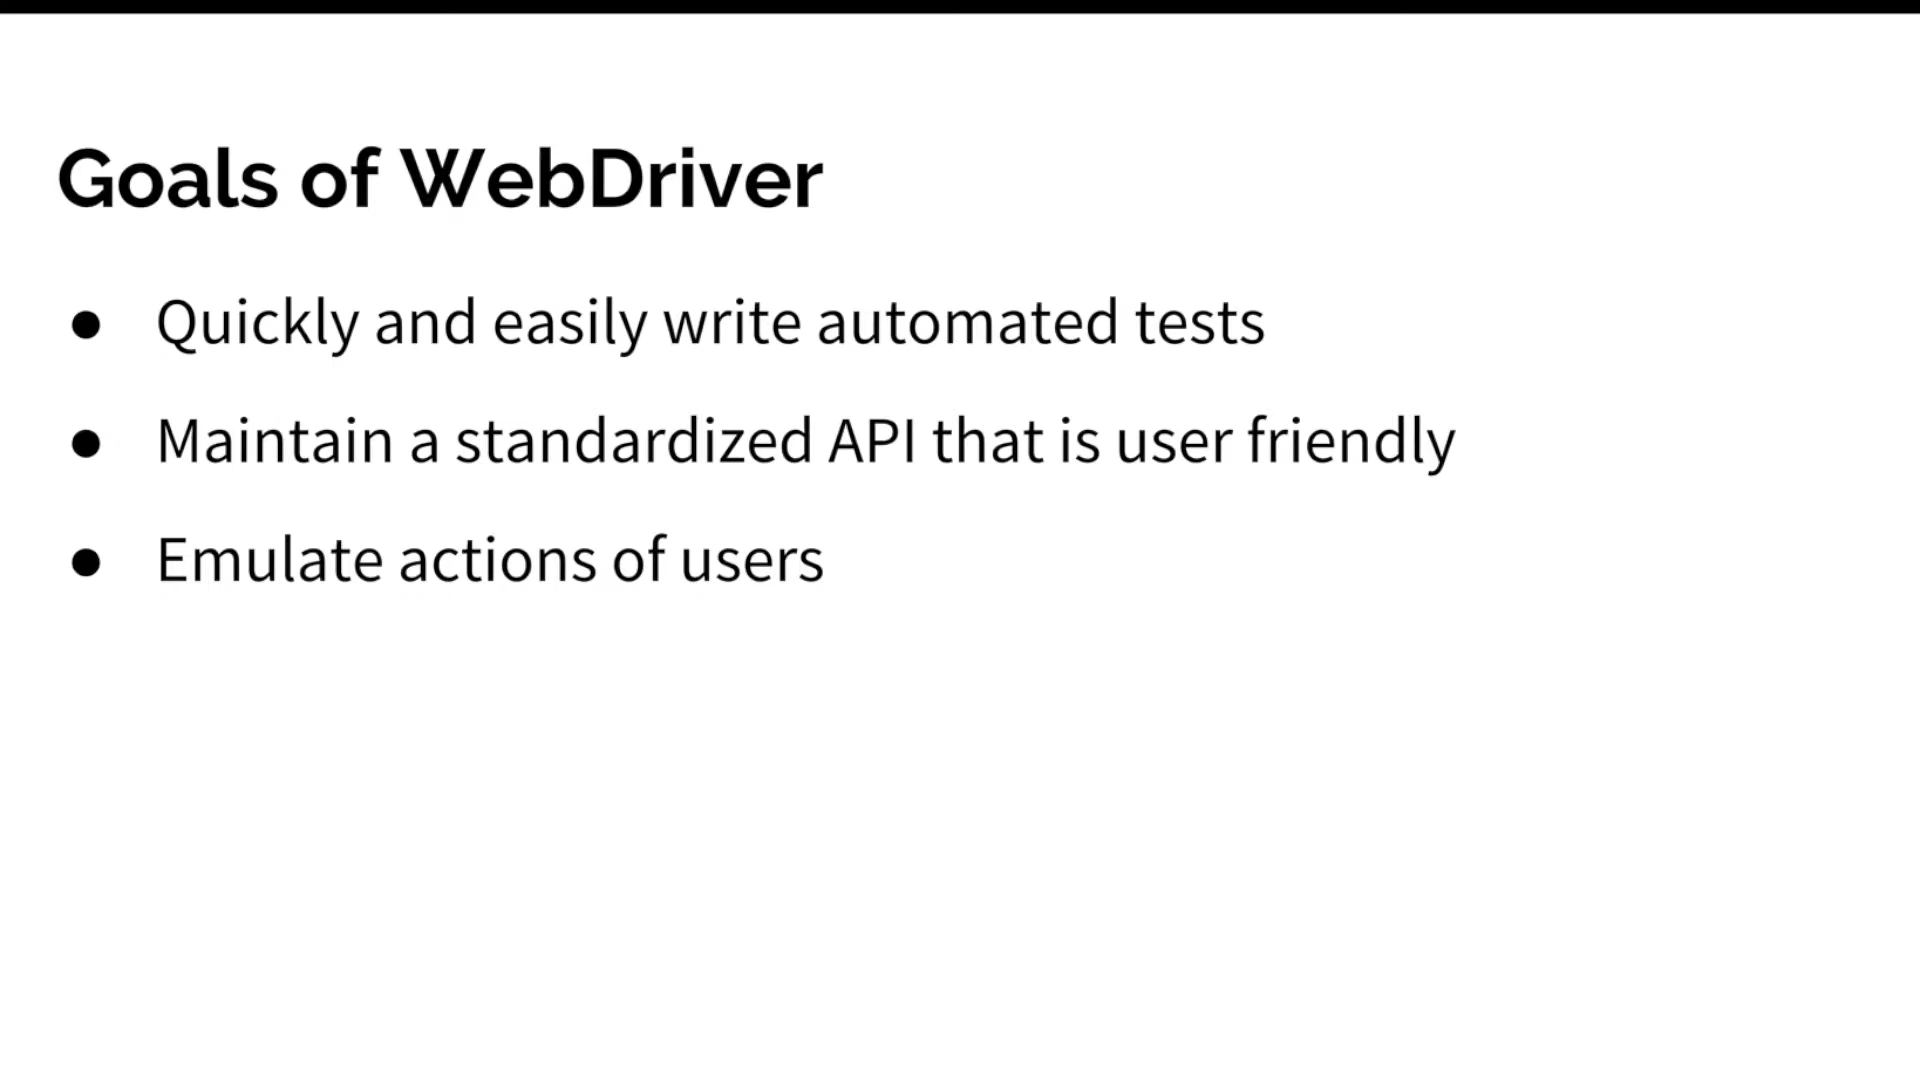 Goals of WebDriver
● Quickly and easily write automated tests
● Maintain a standardized API that is user friendly
● Emulate actions of users